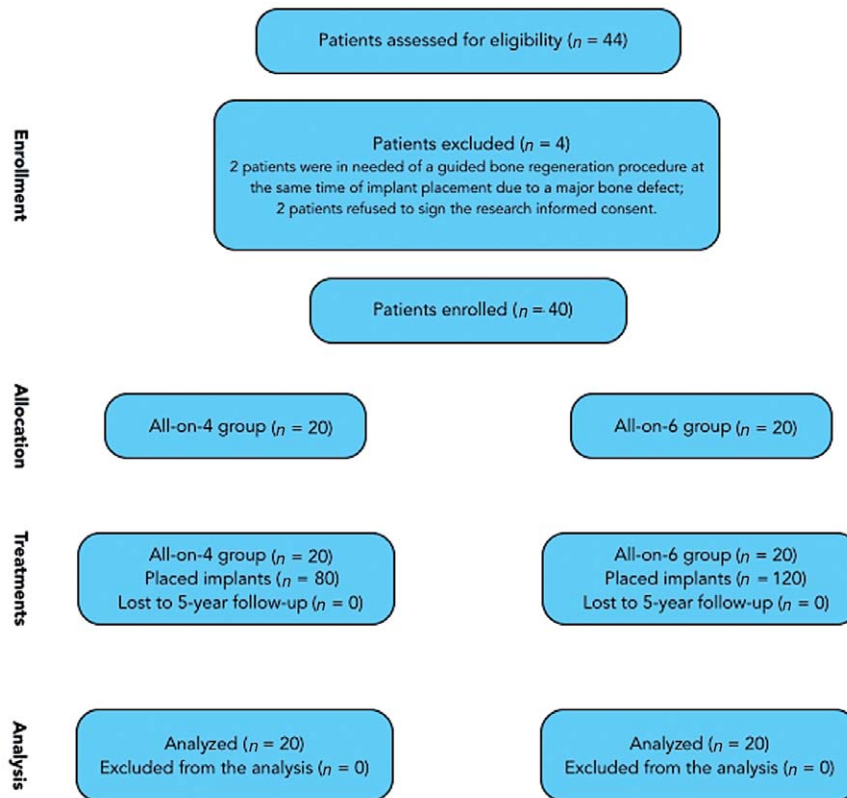 Enrollment
Patients assessed for eligibility (n = 44)
Patients excluded (n = 4)
2 patients were in needed of a guided bone regeneration procedure at
the same time of implant placement due to a major bone defect;
2 patients refused to sign the research informed consent.
Patients enrolled (n = 40)
Allocation
All-on-4 group (n = 20)
All-on-6 group (n = 20)
Treatments
All-on-4 group (n = 20)
Placed implants (n = 80)
Lost to 5-year follow-up (n = 0)
All-on-6 group (n = 20)
Placed implants (n = 120)
Lost to 5-year follow-up (n = 0)
Analysis
Analyzed (n = 20)
Excluded from the analysis (n = 0)
Analyzed (n = 20)
Excluded from the analysis (n = 0)